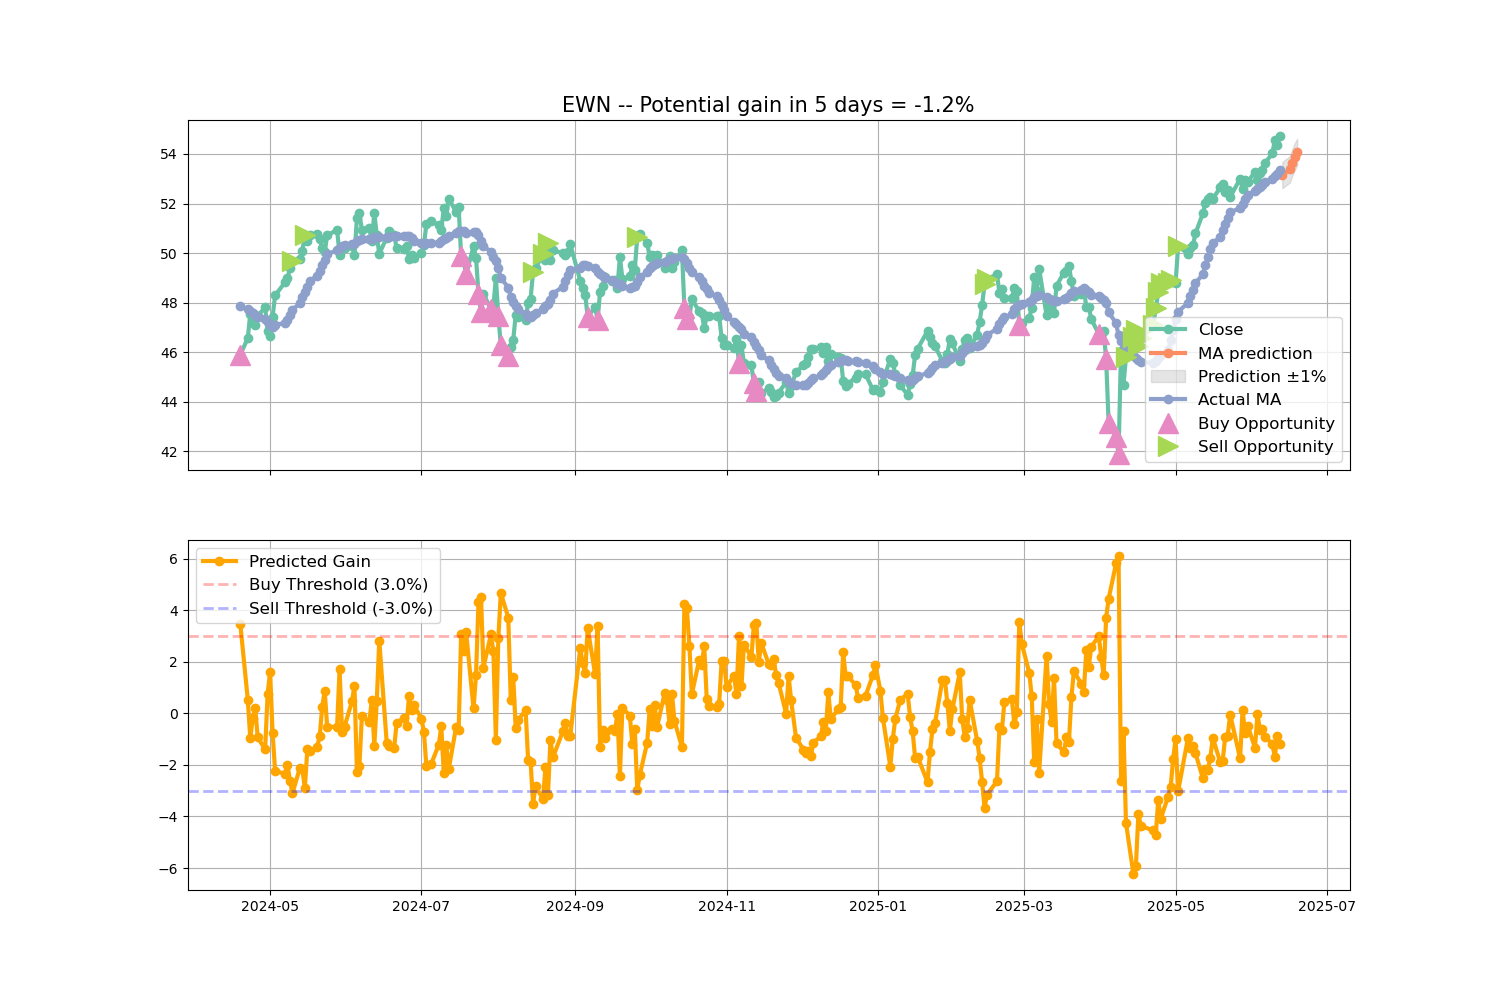 EWN -- Potential gain in 5 days = -1.2%
54
52
50
48
46
44
42
Close
MA prediction
Prediction ±1%
Actual MA
Buy Opportunity
Sell Opportunity
6
4
2
0
−2
−4
−6
Predicted Gain
Buy Threshold (3.0%)
Sell Threshold (-3.0%)
2024-05
2024-07
2024-09
2024-11
2025-01
2025-03
2025-05
2025-07